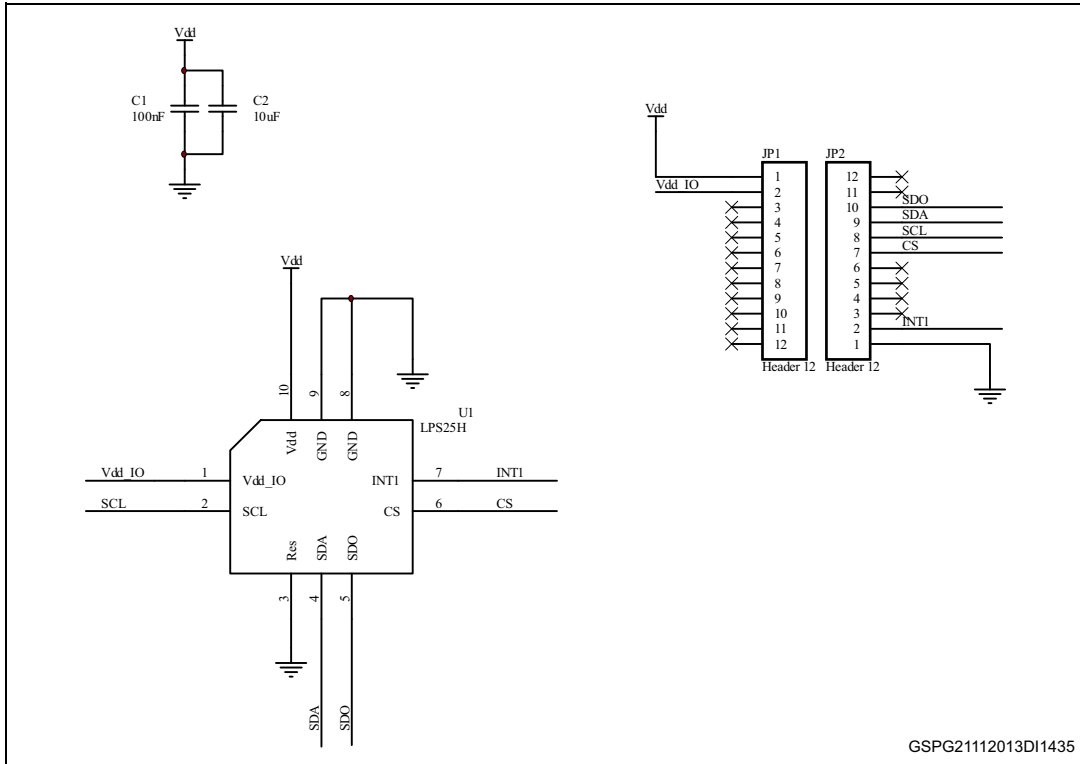 Vdd
C1
100nF
C2
10uF
Vdd
JP1
JP2
Vdd_IO
1
2
3
4
5
6
7
8
9
10
11
12
Header 12
12
11
10
9
8
7
6
5
4
3
2
1
Header 12
SDO
SDA
SCL
CS
INT1
Vdd
10
9
8
U1
LPS25H
Vdd
GND
GND
Vdd_IO
1
Vdd_IO
INT1
7
INT1
SCL
2
SCL
CS
6
CS
Res
SDA
SDO
3
4
5
SDA
SDO
GSPG21112013DI1435